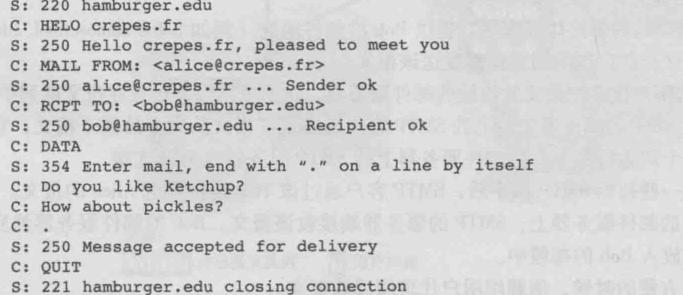 S: 220 hamburger.edu
C: HELO crepes.fr
S: 250 Hello crepes.fr, pleased to meet you
C: MAIL FROM: <alice@crepes.fr>
S: 250 alice@crepes.fr ... Sender ok
C: RCPT TO: <bob@hamburger.edu>
S: 250 bob@hamburger.edu ... Recipient ok
C: DATA
S: 354 Enter mail, end with "." on a line by itself
C: Do you like ketchup?
C: How about pickles?
C: .
S: 250 Message accepted for delivery
C: QUIT
S: 221 hamburger.edu closing connection